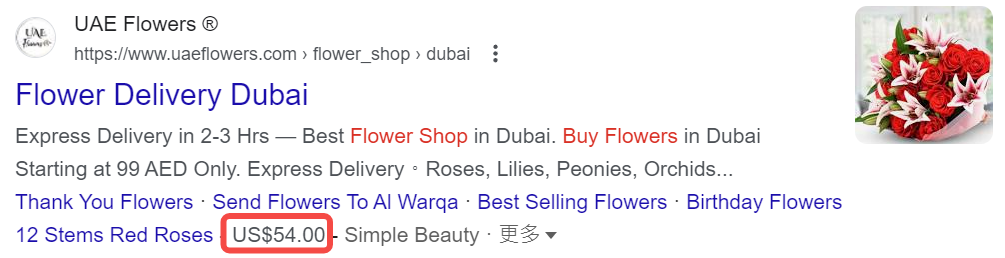 UAE Flowers ®
UAE
Flowers
https://www.uaeflowers.com › flower_shop › dubai
Flower Delivery Dubai
Express Delivery in 2-3 Hrs — Best Flower Shop in Dubai. Buy Flowers in Dubai
Starting at 99 AED Only. Express Delivery ◦ Roses, Lilies, Peonies, Orchids...
Thank You Flowers · Send Flowers To Al Warqa · Best Selling Flowers · Birthday Flowers
12 Stems Red Roses - US$54.00 - Simple Beauty · 更多